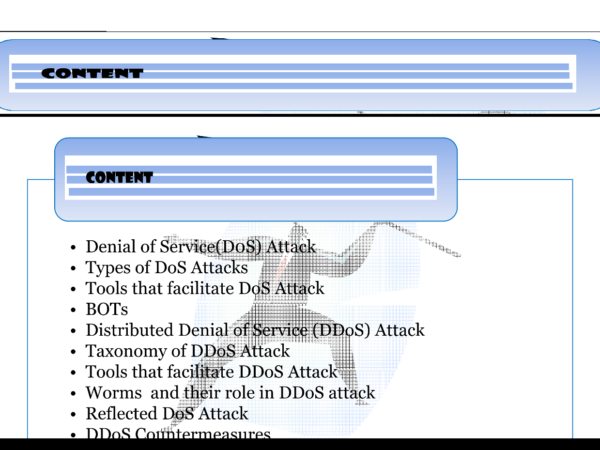 CONTENT
CONTENT
• Denial of Service(DoS) Attack
• Types of DoS Attacks
• Tools that facilitate DoS Attack
• BOTs
• Distributed Denial of Service (DDoS) Attack
• Taxonomy of DDoS Attack
• Tools that facilitate DDoS Attack
• Worms  and their role in DDoS attack
• Reflected DoS Attack
• DDoS Countermeasures